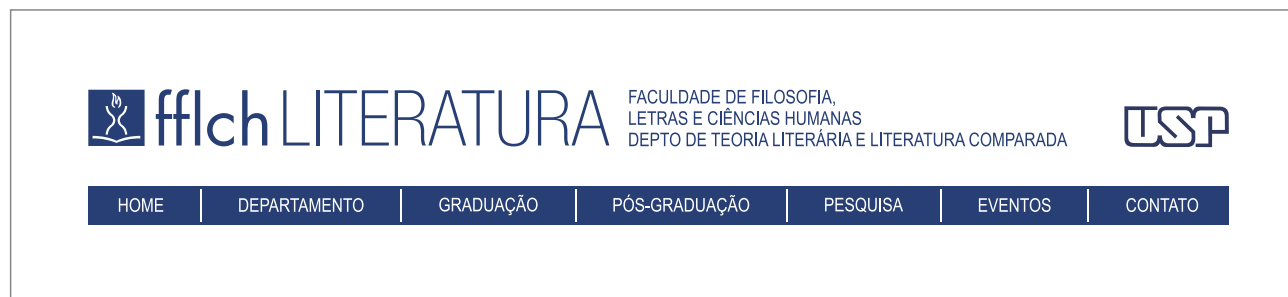 fflch LITERATURA
FACULDADE DE FILOSOFIA,
LETRAS E CIÊNCIAS HUMANAS
DEPTO DE TEORIA LITERÁRIA E LITERATURA COMPARADA
USP
HOME DEPARTAMENTO GRADUAÇÃO PÓS-GRADUAÇÃO PESQUISA EVENTOS CONTATO